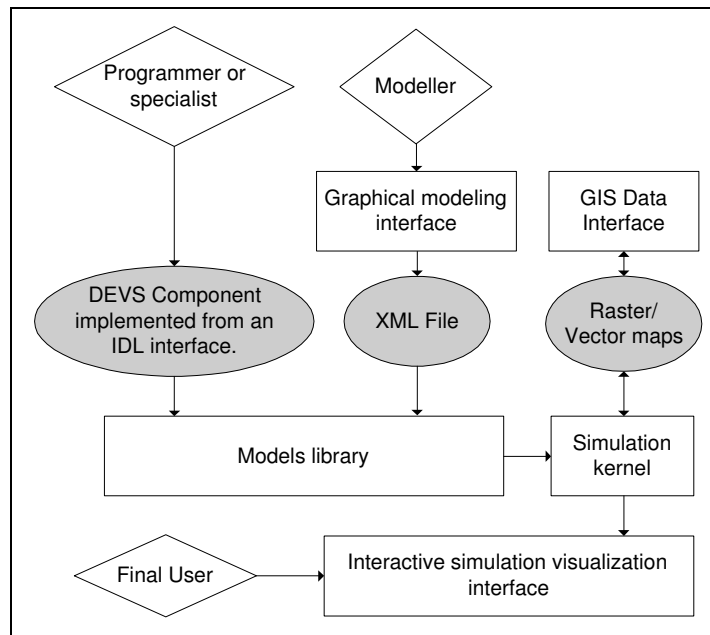 Programmer or
specialist
Modeller
Graphical modeling
interface
GIS Data
Interface
DEVS Component
implemented from an
IDL interface.
XML File
Raster/
Vector maps
Models library
Simulation
kernel
Final User
Interactive simulation visualization
interface